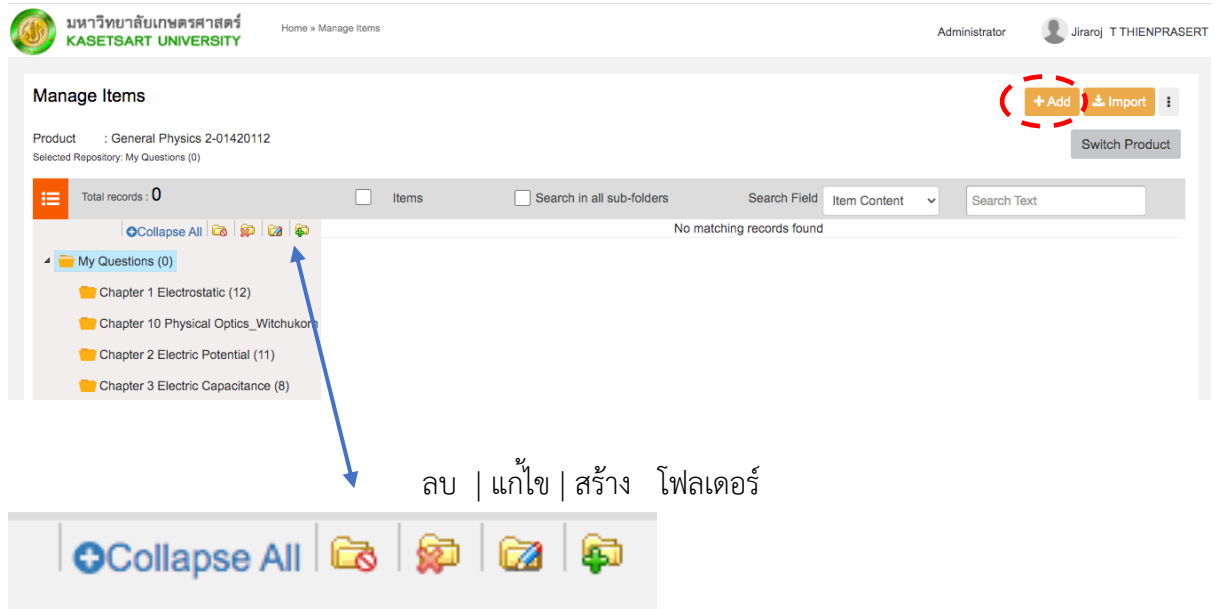 มหาวิทยาลัยเกษตรศาสตร์
KASETSART UNIVERSITY
Home » Manage Items
Administrator
Jiraroj T THIENPRASERT
Manage Items
+ Add
Import
Product : General Physics 2-01420112
Selected Repository: My Questions (0)
Switch Product
Total records : 0
Items
Search in all sub-folders
Search Field
Item Content
Search Text
Collapse All
No matching records found
My Questions (0)
Chapter 1 Electrostatic (12)
Chapter 10 Physical Optics_Witchukorn
Chapter 2 Electric Potential (11)
Chapter 3 Electric Capacitance (8)
ลบ | แก้ไข | สร้าง โฟลเดอร์
Collapse All